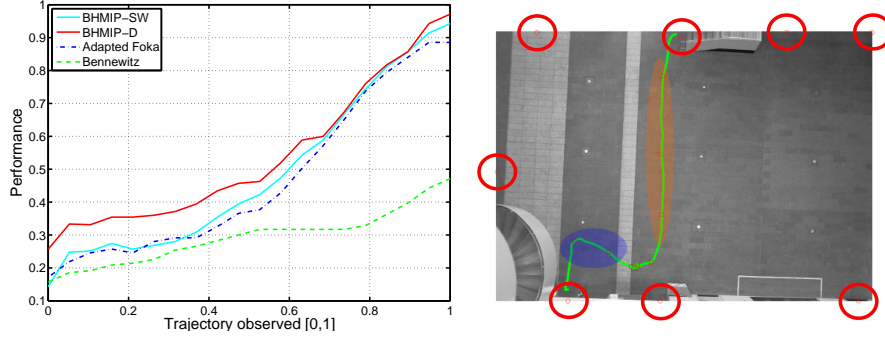 BHMIP-SW
BHMIP-D
Adapted Foka
Bennewitz
Performance
1
0.9
0.8
0.7
0.6
0.5
0.4
0.3
0.2
0.1
0 0.2 0.4 0.6 0.8 1
Trajectory observed [0,1]